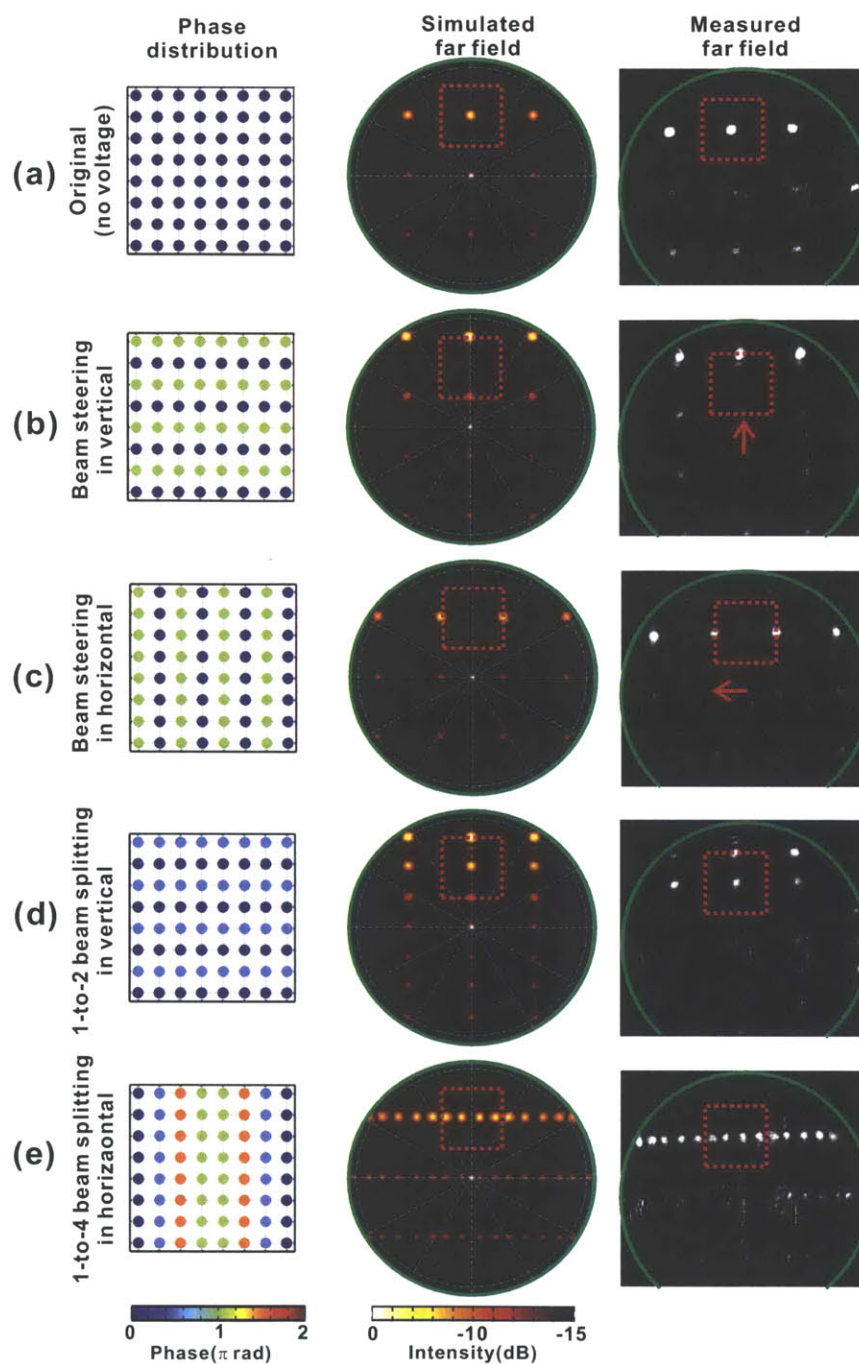 Phase
distribution
Simulated
far field
Measured
far field
(a)
Original
(no voltage)
(b)
Beam steering
in vertical
(c)
Beam steering
in horizontal
(d)
1-to-2 beam splitting
in vertical
(e)
1-to-4 beam splitting
in horizaontal
0 1 2
Phase(π rad)
0 -10 -15
Intensity(dB)